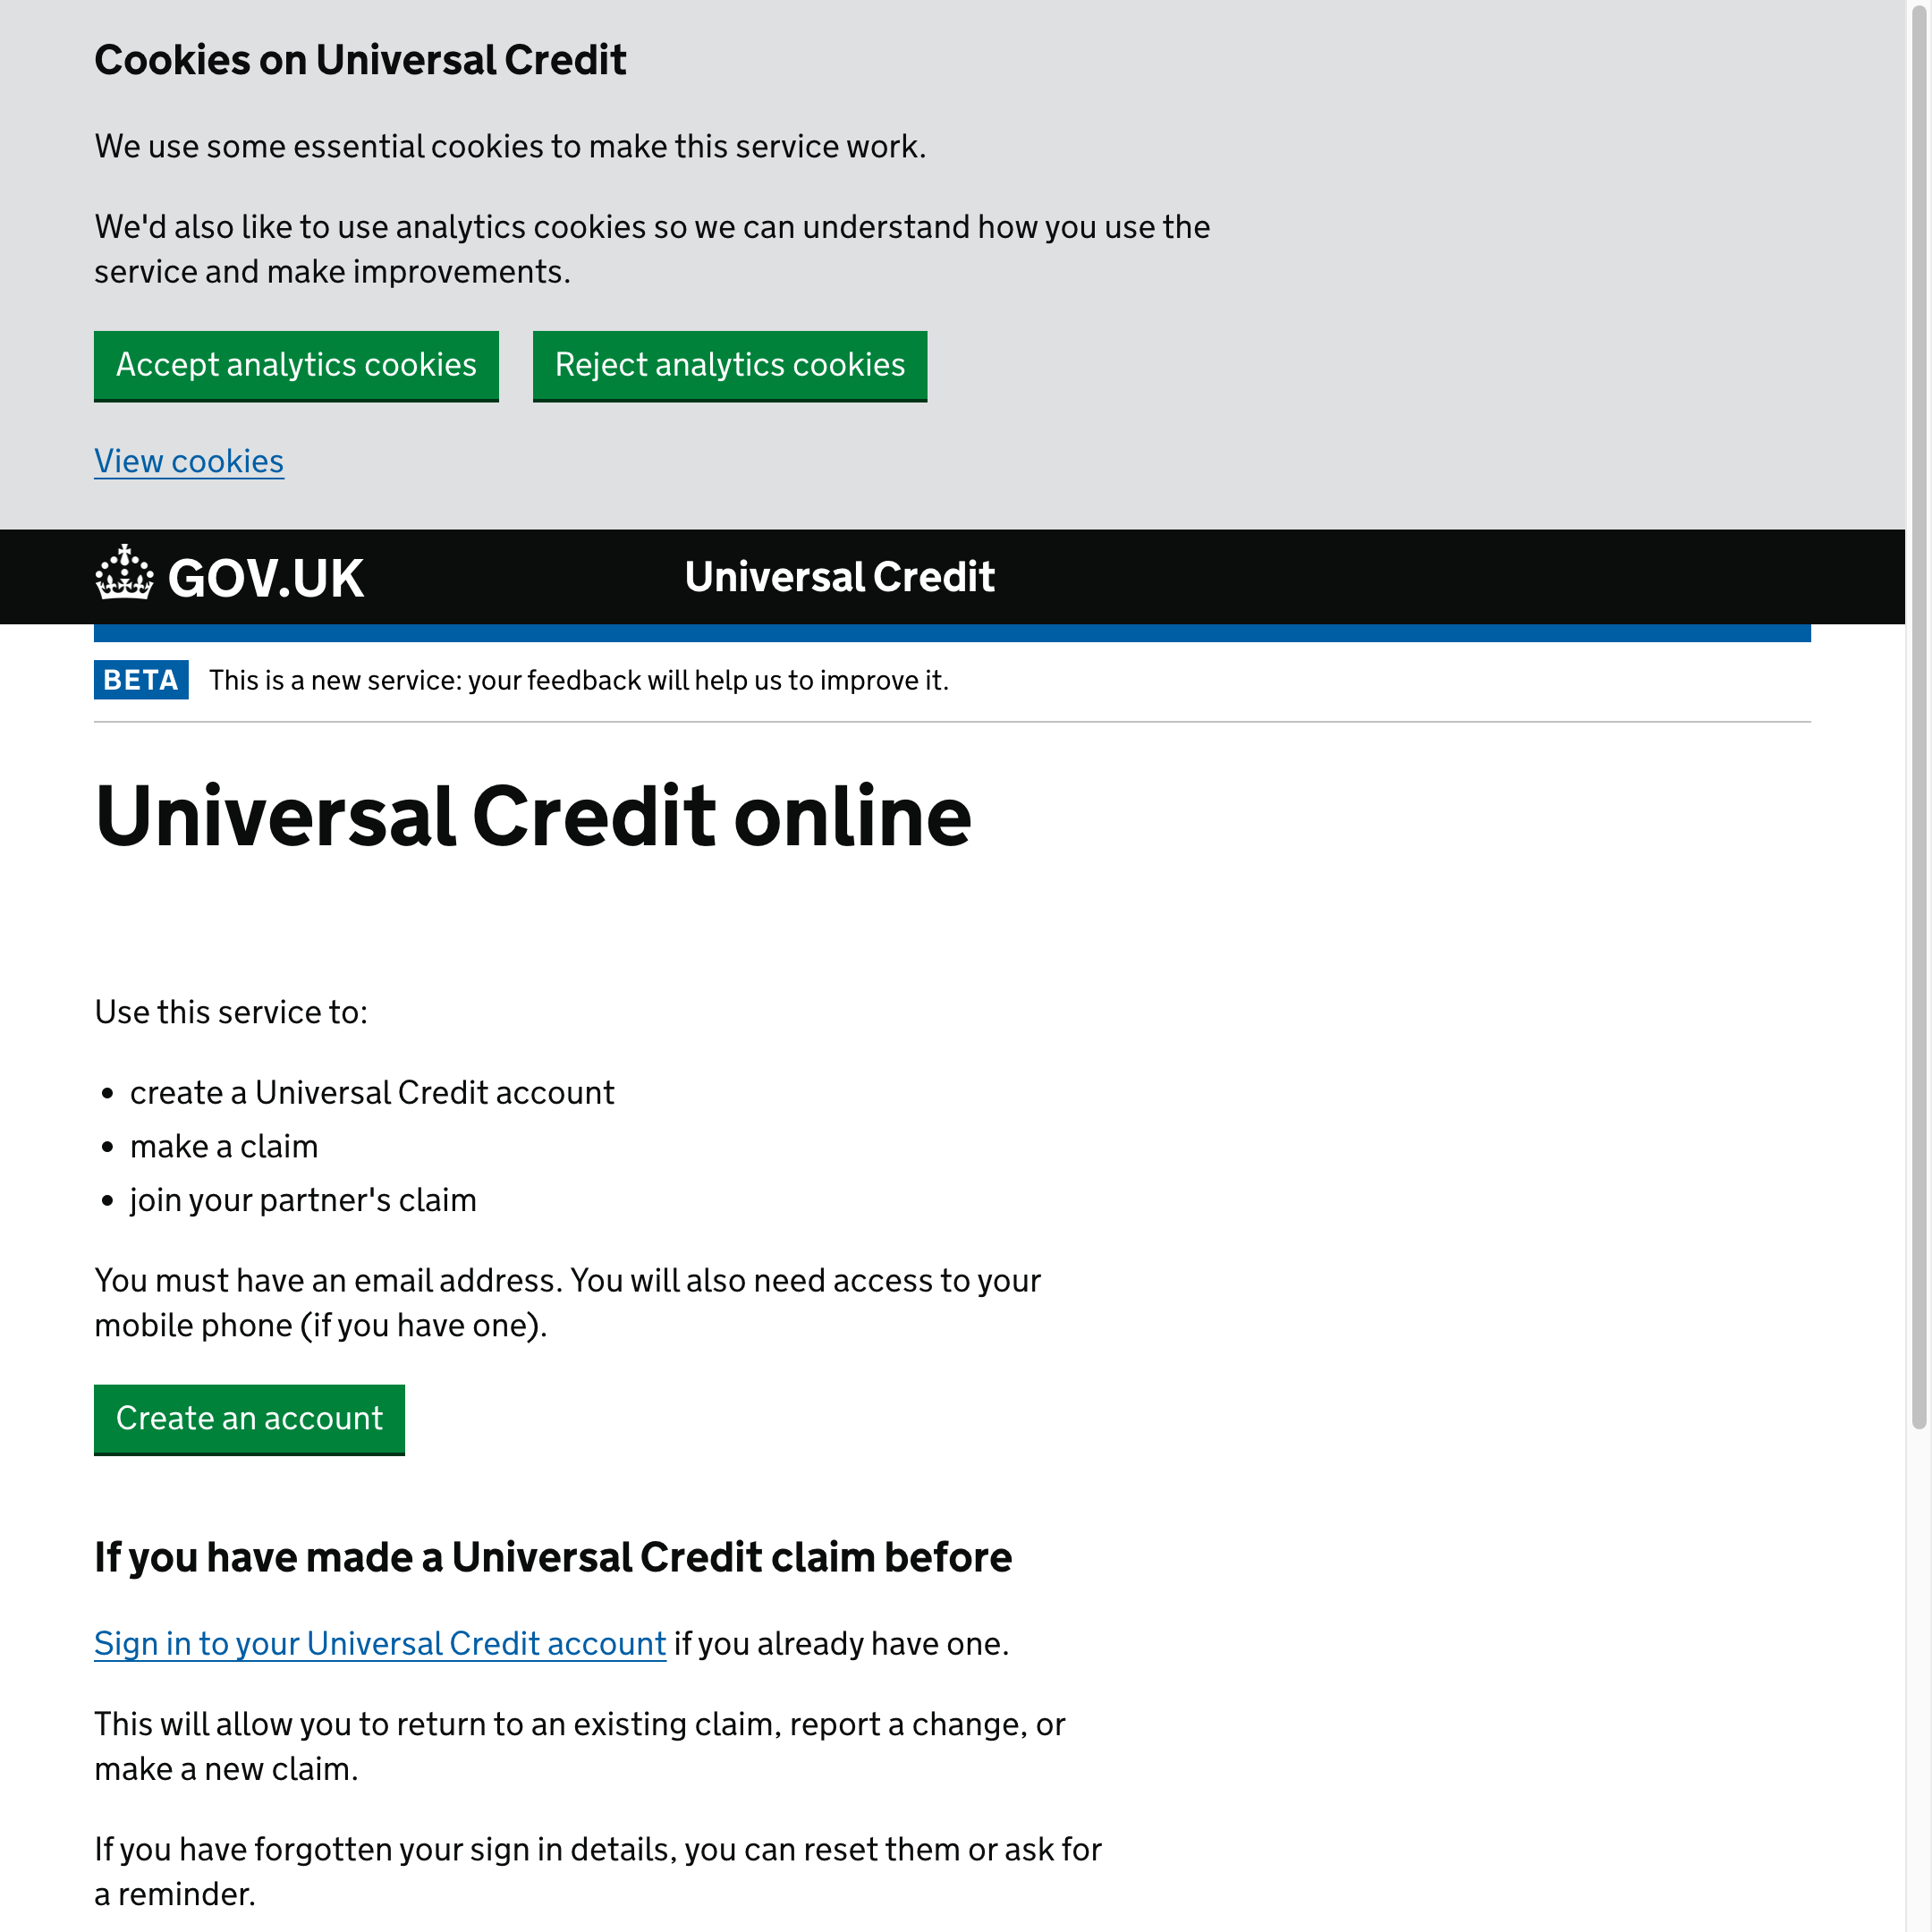 Cookies on Universal Credit
We use some essential cookies to make this service work.
We'd also like to use analytics cookies so we can understand how you use the
service and make improvements.
Accept analytics cookies
Reject analytics cookies
View cookies
GOV.UK
Universal Credit
BETA
This is a new service: your feedback will help us to improve it.
Universal Credit online
Use this service to:
• create a Universal Credit account
• make a claim
• join your partner's claim
You must have an email address. You will also need access to your
mobile phone (if you have one).
Create an account
If you have made a Universal Credit claim before
Sign in to your Universal Credit account if you already have one.
This will allow you to return to an existing claim, report a change, or
make a new claim.
If you have forgotten your sign in details, you can reset them or ask for
a reminder.